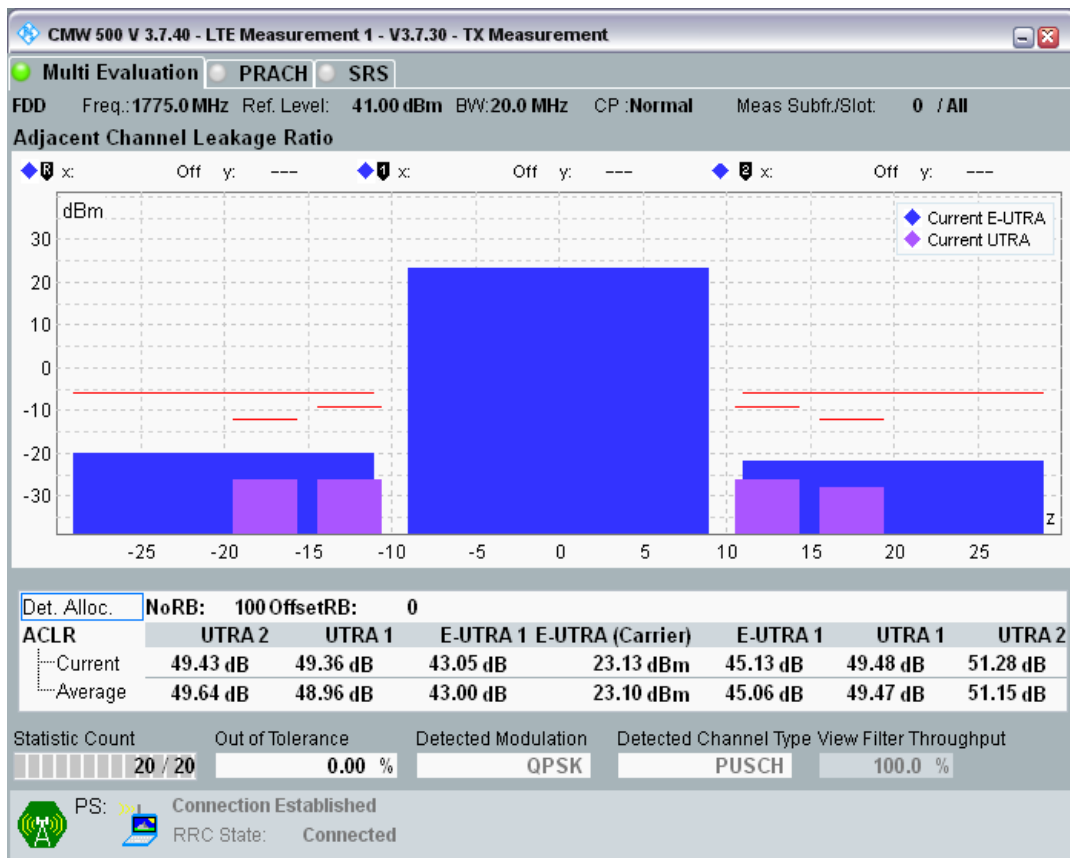 CMW 500 V 3.7.40 - LTE Measurement 1 - V3.7.30 - TX Measurement
Multi Evaluation PRACH SRS
FDD Freq.: 1775.0 MHz Ref. Level: 41.00 dBm BW: 20.0 MHz CP :Normal Meas Subfr./Slot: 0 / All
Adjacent Channel Leakage Ratio
R x: Off y: --- 1 x: Off y: --- 2 x: Off y: ---
dBm
Current E-UTRA
Current UTRA
30
20
10
0
-10
-20
-30
z
-25 -20 -15 -10 -5 0 5 10 15 20 25
Det. Alloc. NoRB: 100 OffsetRB: 0
ACLR UTRA 2 UTRA 1 E-UTRA 1 E-UTRA (Carrier) E-UTRA 1 UTRA 1 UTRA 2
Current 49.43 dB 49.36 dB 43.05 dB 23.13 dBm 45.13 dB 49.48 dB 51.28 dB
Average 49.64 dB 48.96 dB 43.00 dB 23.10 dBm 45.06 dB 49.47 dB 51.15 dB
Statistic Count Out of Tolerance Detected Modulation Detected Channel Type View Filter Throughput
20 / 20 0.00 % QPSK PUSCH 100.0 %
PS: Connection Established
RRC State: Connected